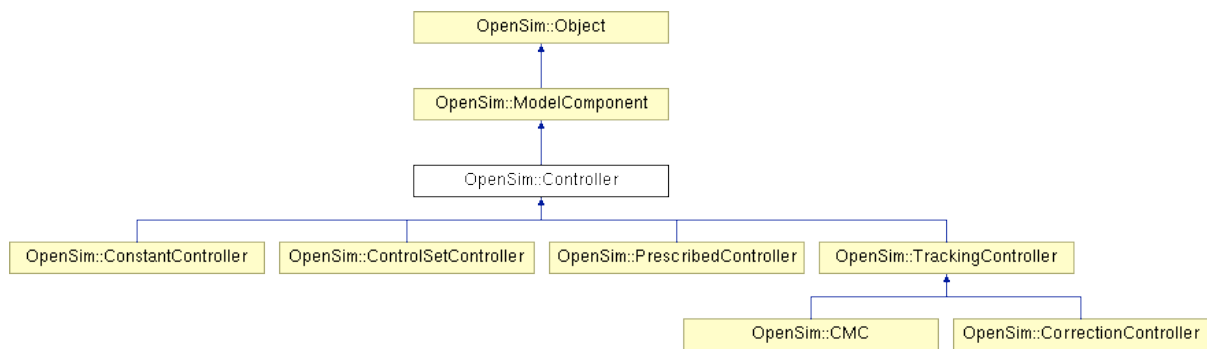 OpenSim::Object
OpenSim::ModelComponent
OpenSim::Controller
OpenSim::ConstantController
OpenSim::ControlSetController
OpenSim::PrescribedController
OpenSim::TrackingController
OpenSim::CMC
OpenSim::CorrectionController